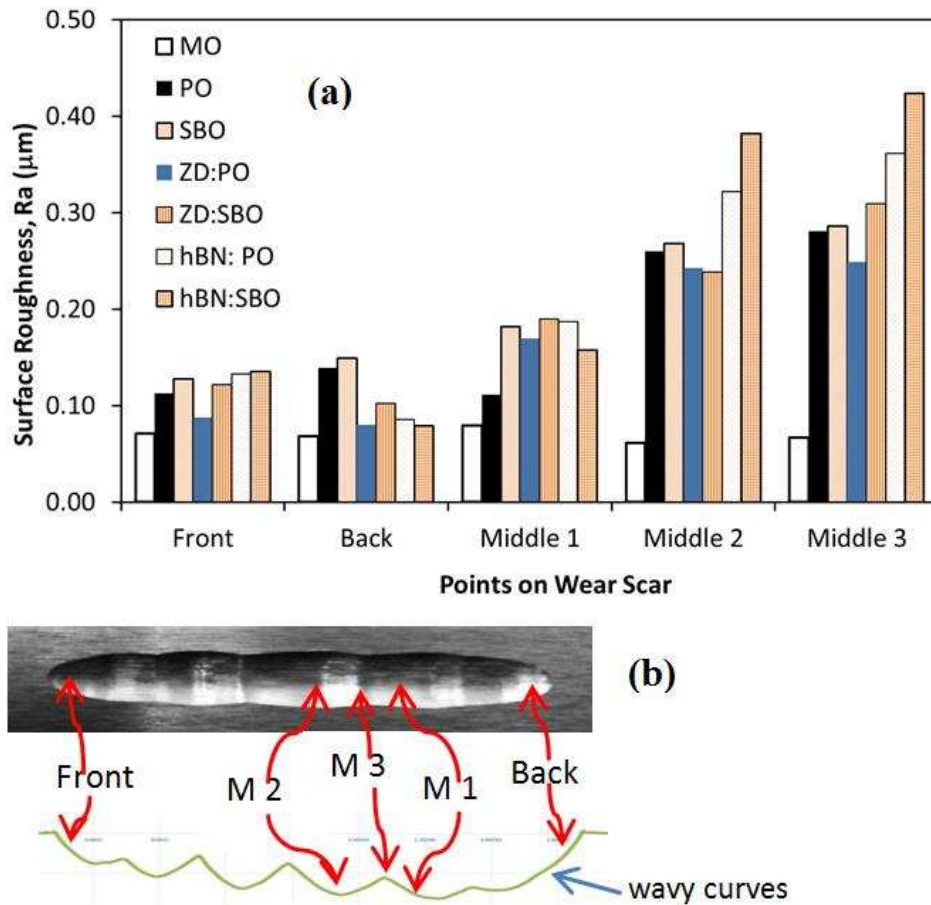 0.50
0.40
0.30
0.20
0.10
0.00
Surface Roughness, Ra (µm)
MO
PO
SBO
ZD:PO
ZD:SBO
hBN: PO
hBN:SBO
(a)
Front Back Middle 1 Middle 2 Middle 3
Points on Wear Scar
(b)
Front M 2 M 3 M 1 Back
wavy curves